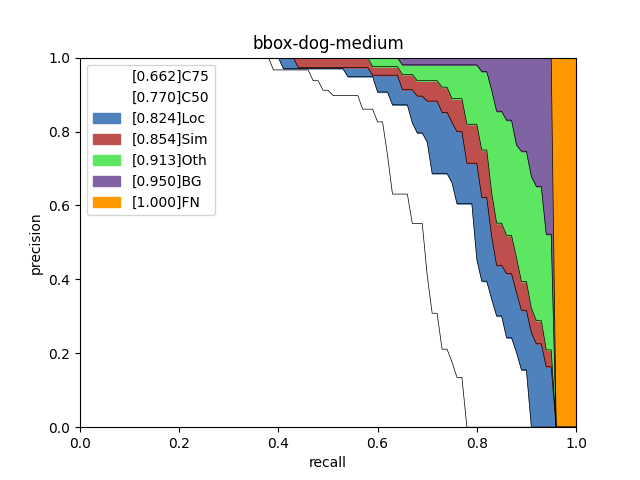 bbox-dog-medium
1.0
0.8
0.6
0.4
0.2
0.0
precision
[0.662]C75
[0.770]C50
[0.824]Loc
[0.854]Sim
[0.913]Oth
[0.950]BG
[1.000]FN
0.0 0.2 0.4 0.6 0.8 1.0
recall